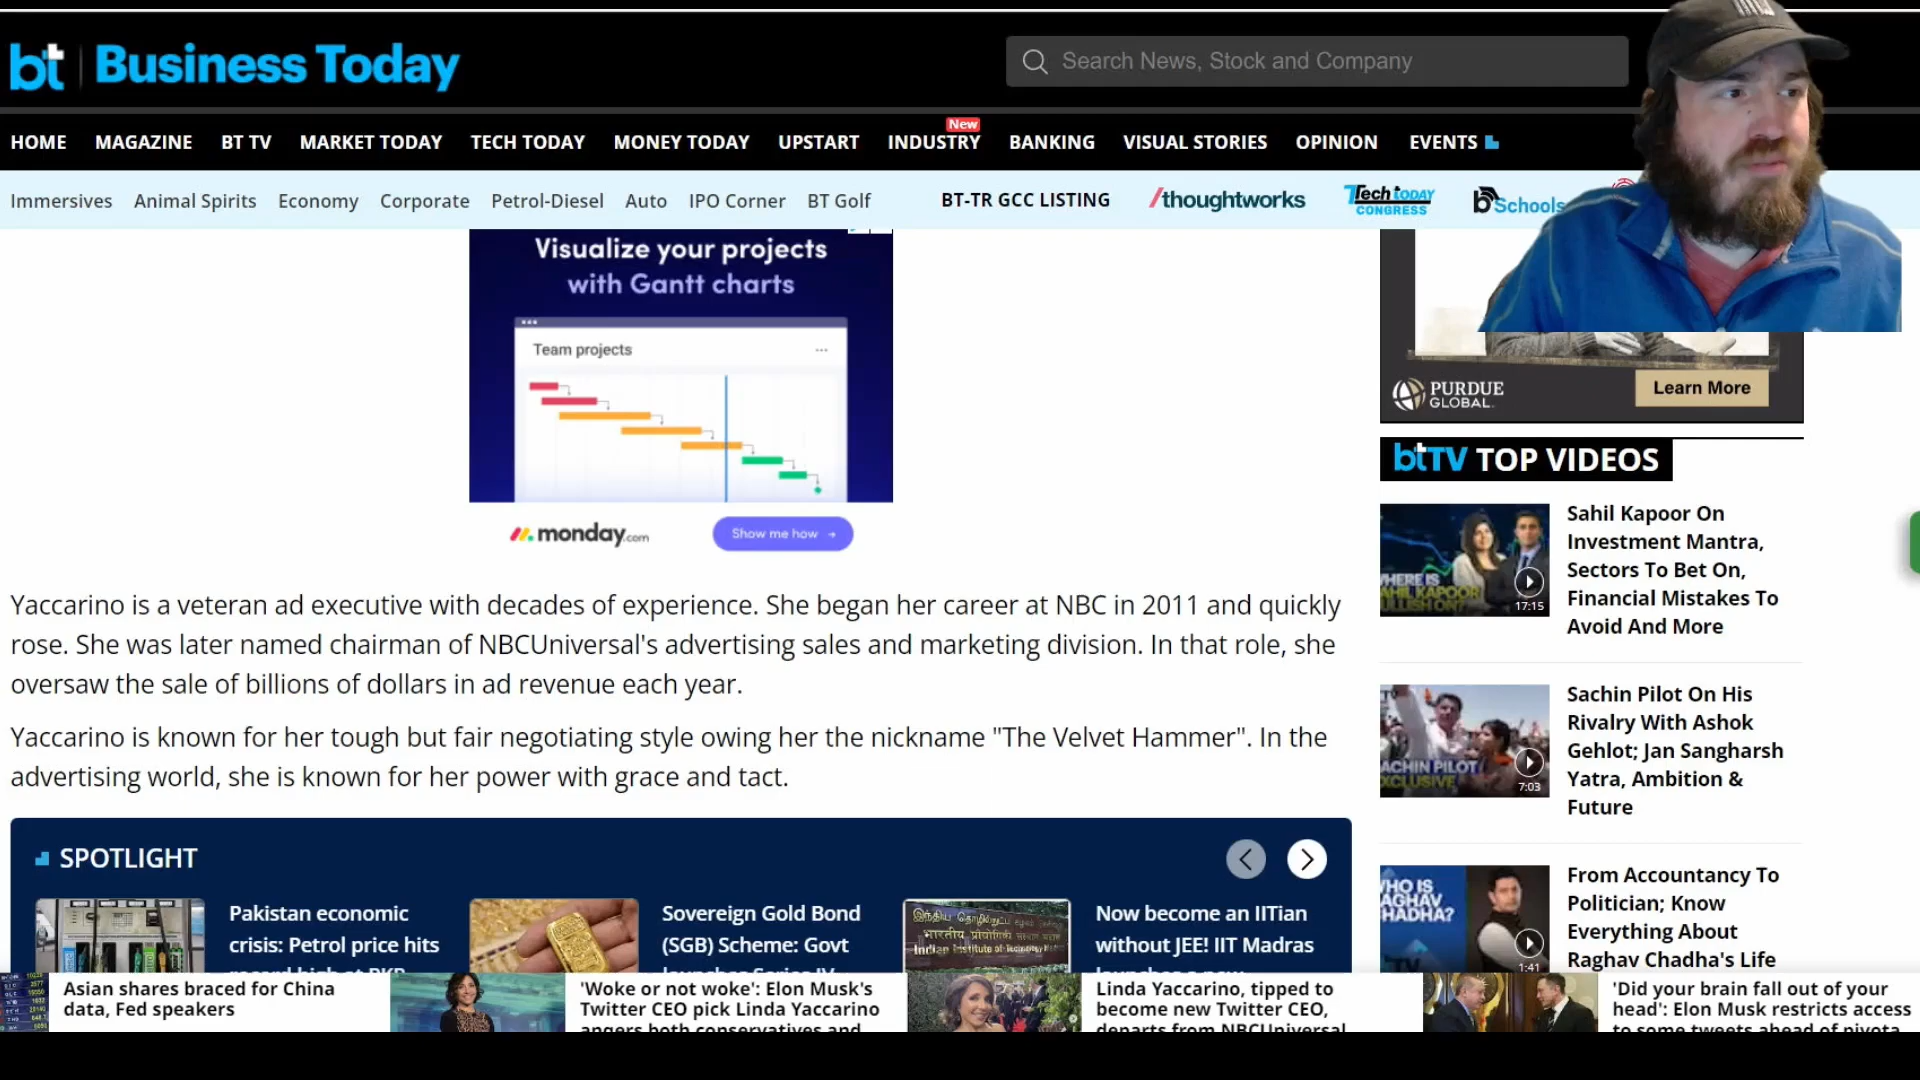 bt | Business Today
Search News, Stock and Company
New
HOME MAGAZINE BT TV MARKET TODAY TECH TODAY MONEY TODAY UPSTART INDUSTRY BANKING VISUAL STORIES OPINION EVENTS
Immersives Animal Spirits Economy Corporate Petrol-Diesel Auto IPO Corner BT Golf BT-TR GCC LISTING /thoughtworks Tech TODAY CONGRESS b Schools
Visualize your projects
with Gantt charts
Team projects
monday.com
Show me how →
PURDUE
GLOBAL
Learn More
btTV TOP VIDEOS
Sahil Kapoor On
Investment Mantra,
Sectors To Bet On,
Financial Mistakes To
Avoid And More
17:15
Sachin Pilot On His
Rivalry With Ashok
Gehlot; Jan Sangharsh
Yatra, Ambition &
Future
SACHIN PILOT
EXCLUSIVE
7:03
From Accountancy To
Politician; Know
Everything About
Raghav Chadha's Life
WHO IS
RAGHAV
CHADHA?
1:41
Yaccarino is a veteran ad executive with decades of experience. She began her career at NBC in 2011 and quickly
rose. She was later named chairman of NBCUniversal's advertising sales and marketing division. In that role, she
oversaw the sale of billions of dollars in ad revenue each year.
Yaccarino is known for her tough but fair negotiating style owing her the nickname "The Velvet Hammer". In the
advertising world, she is known for her power with grace and tact.
SPOTLIGHT
Pakistan economic
crisis: Petrol price hits
Sovereign Gold Bond
(SGB) Scheme: Govt
Indian Institute of Technology
Now become an IITian
without JEE! IIT Madras
Asian shares braced for China
data, Fed speakers
'Woke or not woke': Elon Musk's
Twitter CEO pick Linda Yaccarino
angers both conservatives and
Linda Yaccarino, tipped to
become new Twitter CEO,
departs from NBCUniversal
'Did your brain fall out of your
head': Elon Musk restricts access
to some tweets ahead of pivota